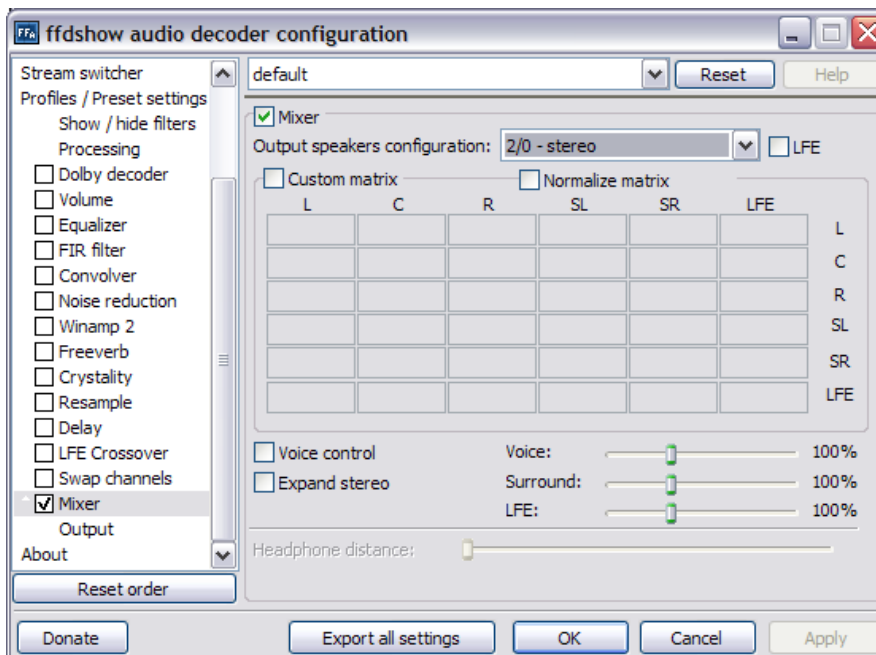 FFa ffdshow audio decoder configuration
Stream switcher
Profiles / Preset settings
Show / hide filters
Processing
Dolby decoder
Volume
Equalizer
FIR filter
Convolver
Noise reduction
Winamp 2
Freeverb
Crystality
Resample
Delay
LFE Crossover
Swap channels
Mixer
Output
About
Reset order
default
Reset
Help
Mixer
Output speakers configuration: 2/0 - stereo LFE
Custom matrix Normalize matrix
L C R SL SR LFE
L
C
R
SL
SR
LFE
Voice control Voice: 100%
Expand stereo Surround: 100%
LFE: 100%
Headphone distance:
Donate Export all settings OK Cancel Apply